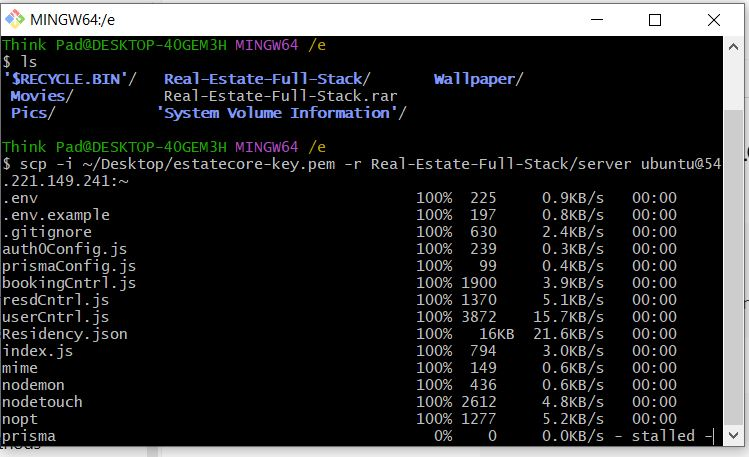 MINGW64:/e
Think Pad@DESKTOP-4OGEM3H MINGW64 /e
$ ls
'$RECYCLE.BIN'/ Real-Estate-Full-Stack/ Wallpaper/
Movies/ Real-Estate-Full-Stack.rar
Pics/ 'System Volume Information'/
Think Pad@DESKTOP-4OGEM3H MINGW64 /e
$ scp -i ~/Desktop/estatecore-key.pem -r Real-Estate-Full-Stack/server ubuntu@54
.221.149.241:~
.env 100% 225 0.9KB/s 00:00
.env.example 100% 197 0.8KB/s 00:00
.gitignore 100% 630 2.4KB/s 00:00
auth0Config.js 100% 239 0.3KB/s 00:00
prismaConfig.js 100% 99 0.4KB/s 00:00
bookingCntrl.js 100% 1900 3.9KB/s 00:00
resdCntrl.js 100% 1370 5.1KB/s 00:00
userCntrl.js 100% 3872 15.7KB/s 00:00
Residency.json 100% 16KB 21.6KB/s 00:00
index.js 100% 794 3.0KB/s 00:00
mime 100% 149 0.6KB/s 00:00
nodemon 100% 436 0.6KB/s 00:00
nodetouch 100% 2612 4.8KB/s 00:00
nopt 100% 1277 5.2KB/s 00:00
prisma 0% 0 0.0KB/s - stalled -